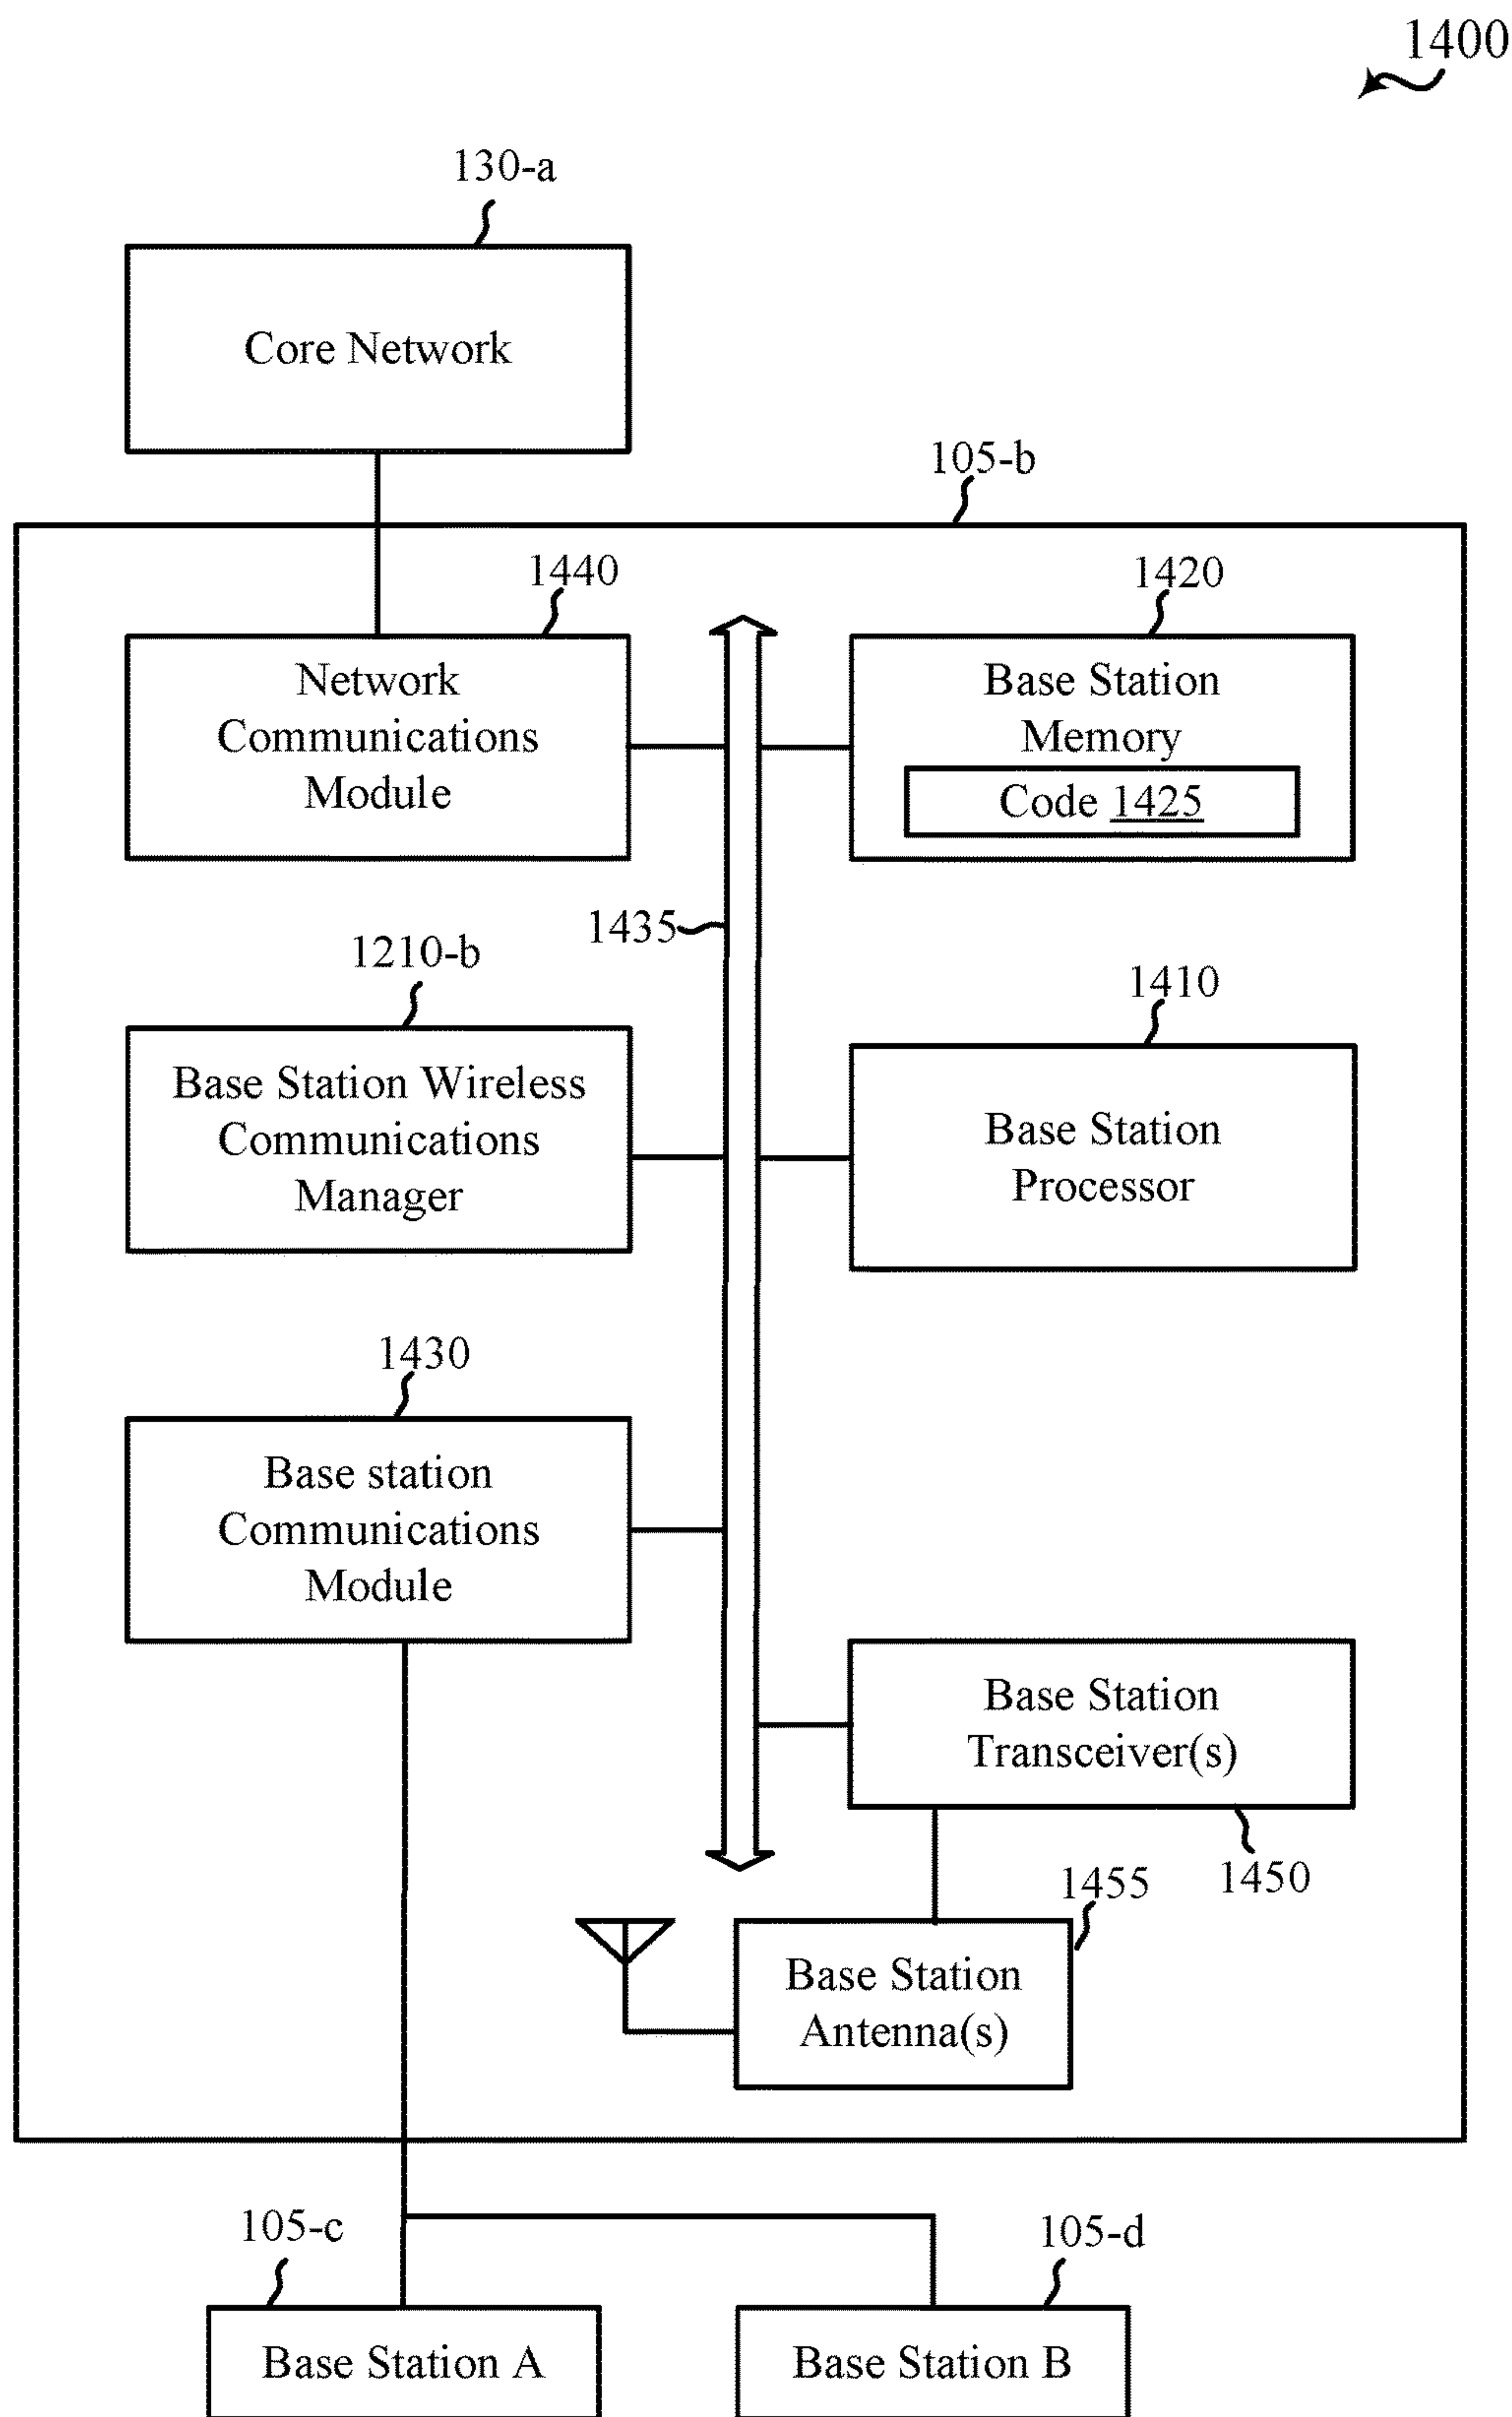 1400
130-a
Core Network
105-b
1440
1420
Network
Communications
Module
Base Station
Memory
Code 1425
1435
1210-b
1410
Base Station Wireless
Communications
Manager
Base Station
Processor
1430
Base station
Communications
Module
Base Station
Transceiver(s)
1450
1455
Base Station
Antenna(s)
105-c
105-d
Base Station A
Base Station B